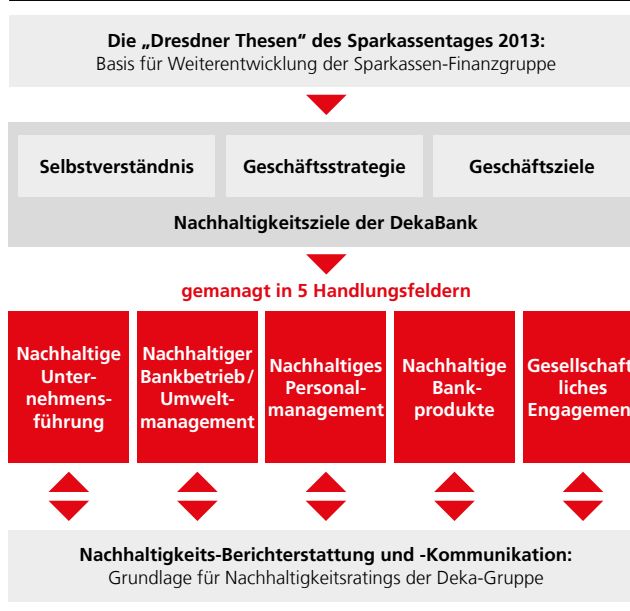 Die „Dresdner Thesen“ des Sparkassentages 2013:
Basis für Weiterentwicklung der Sparkassen-Finanzgruppe
Selbstverständnis
Geschäftsstrategie
Geschäftsziele
Nachhaltigkeitsziele der DekaBank
gemanagt in 5 Handlungsfeldern
Nachhaltige
Unter-
nehmens-
führung
Nachhaltiger
Bankbetrieb/
Umwelt-
management
Nachhaltiges
Personal-
management
Nachhaltige
Bank-
produkte
Gesellschaft
liches
Engagemen
Nachhaltigkeits-Berichterstattung und -Kommunikation:
Grundlage für Nachhaltigkeitsratings der Deka-Gruppe